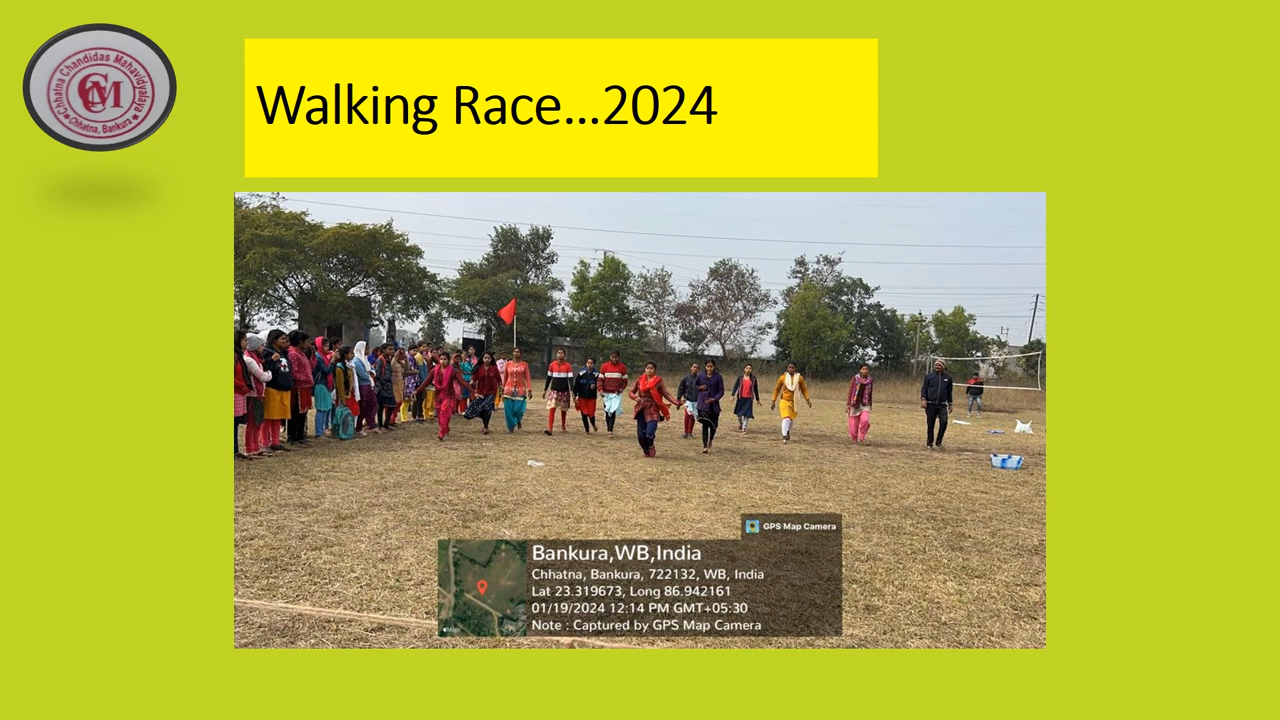 Chhatna Chandidas Mahavidyalaya
CCM
★ Chhatna, Bankura ★
Walking Race...2024
GPS Map Camera
Bankura,WB,India
Chhatna, Bankura, 722132, WB, India
Lat 23.319673, Long 86.942161
01/19/2024 12:14 PM GMT+05:30
Note : Captured by GPS Map Camera
Maps